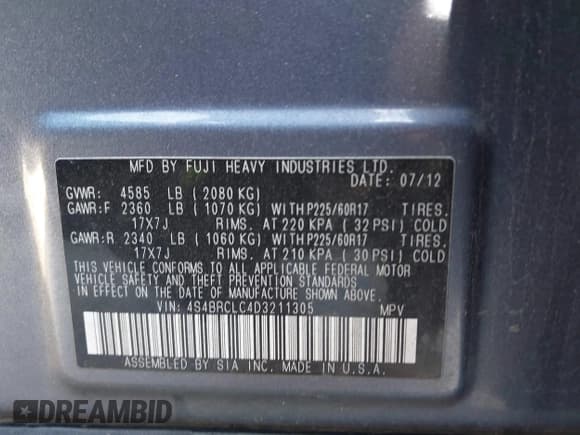 MFD BY FUJI HEAVY INDUSTRIES LTD.
DATE: 07/12
GVWR: 4585 LB (2080 KG)
GAWR:F 2360 LB (1070 KG) WITH P225/60R17 TIRES.
17X7J RIMS. AT 220 KPA (32 PSI) COLD
GAWR:R 2340 LB (1060 KG) WITH P225/60R17 TIRES.
17X7J RIMS. AT 210 KPA (30 PSI) COLD
THIS VEHICLE CONFORMS TO ALL APPLICABLE FEDERAL MOTOR
VEHICLE SAFETY, BUMPER, AND THEFT PREVENTION STANDARDS
IN EFFECT ON THE DATE OF MANUFACTURE SHOWN ABOVE.
VIN: 4S4BRCLC4D3211305 MPV
ASSEMBLED BY SIA INC. MADE IN U.S.A.
DREAMBID